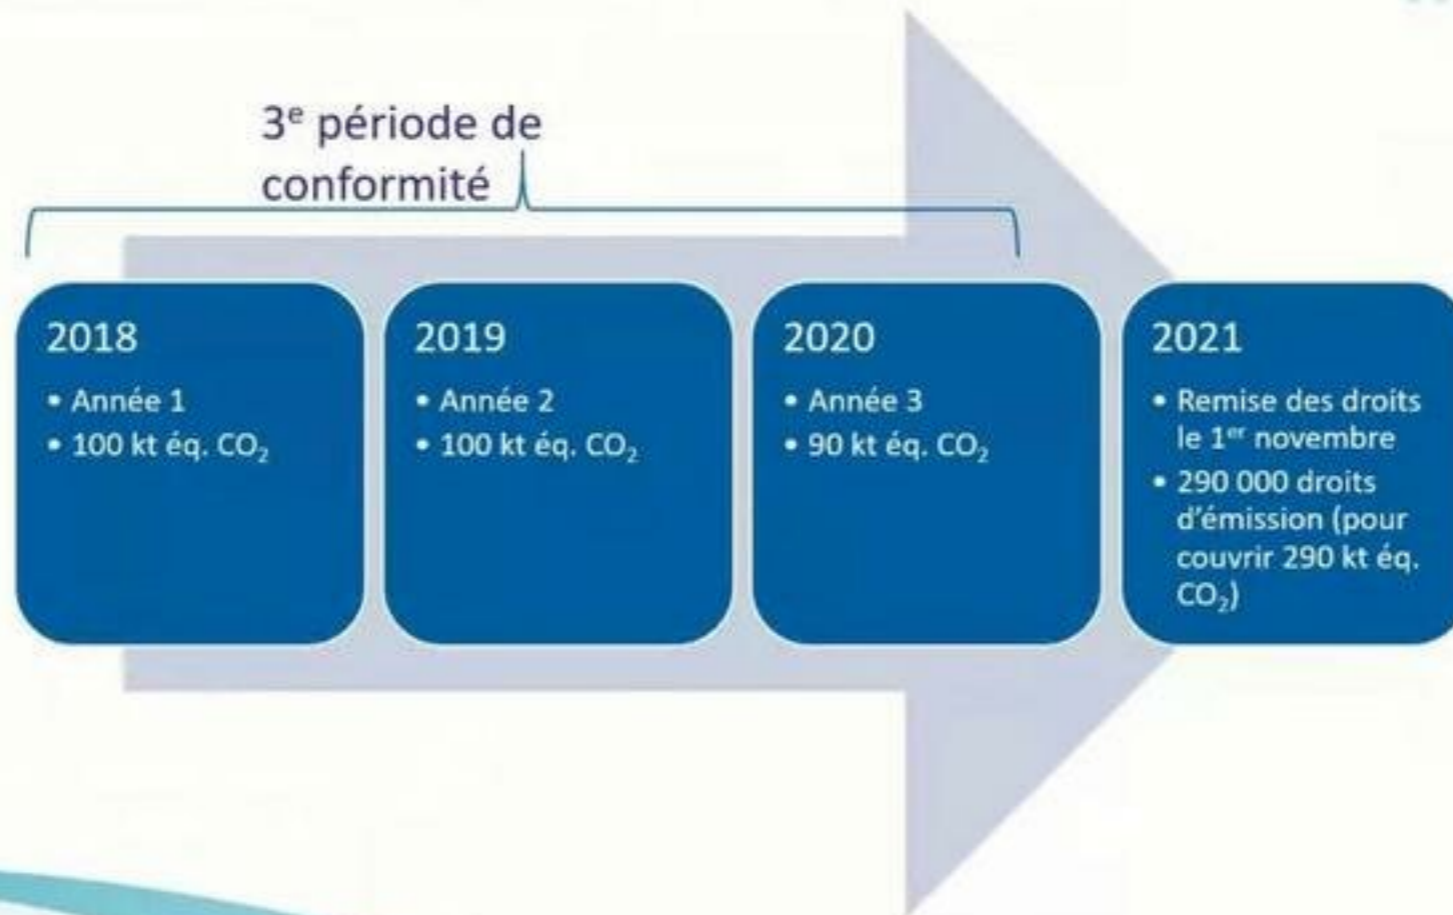 3ᵉ période de
conformité
2018
• Année 1
• 100 kt éq. CO₂
2019
• Année 2
• 100 kt éq. CO₂
2020
• Année 3
• 90 kt éq. CO₂
2021
• Remise des droits
le 1ᵉʳ novembre
• 290 000 droits
d'émission (pour
couvrir 290 kt éq.
CO₂)